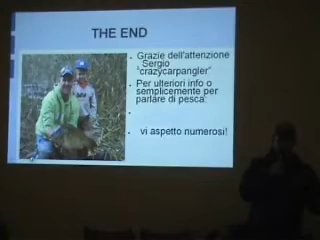 THE END
Grazie dell'attenzione
Sergio
"crazycarpangler"
Per ulteriori info o
semplicemente per
parlare di pesca:
vi aspetto numerosi!